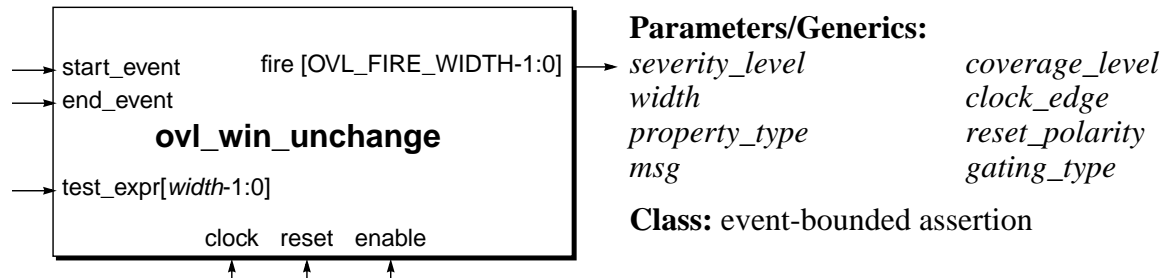 start_event fire [OVL_FIRE_WIDTH-1:0]
end_event
ovl_win_unchange
test_expr[width-1:0]
clock reset enable
Parameters/Generics:
severity_level coverage_level
width clock_edge
property_type reset_polarity
msg gating_type
Class: event-bounded assertion